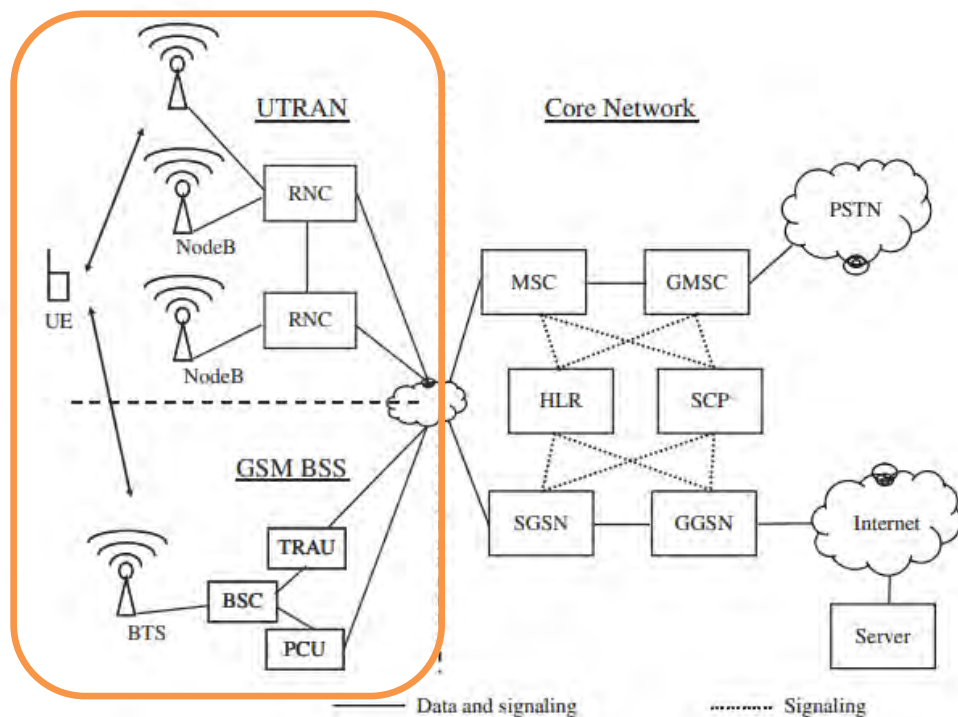 UTRAN
Core Network
RNC
PSTN
NodeB
MSC
GMSC
UE
RNC
NodeB
HLR
SCP
GSM BSS
SGSN
GGSN
Internet
TRAU
BSC
BTS
PCU
Server
Data and signaling
Signaling